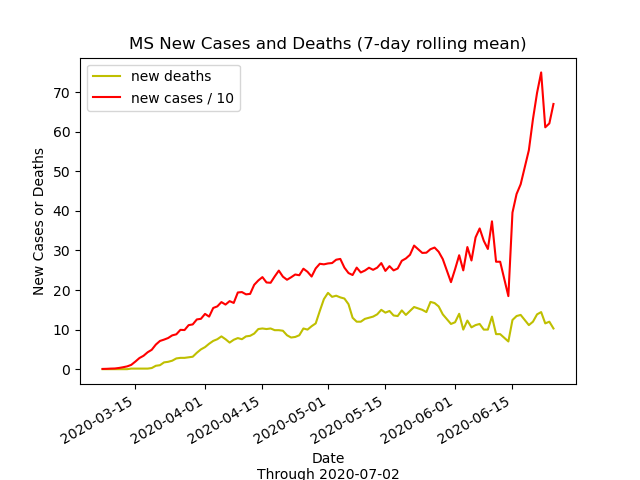 MS New Cases and Deaths (7-day rolling mean)
new deaths
new cases / 10
70
60
50
40
30
20
10
0
New Cases or Deaths
2020-03-15
2020-04-01
2020-04-15
2020-05-01
2020-05-15
2020-06-01
2020-06-15
Date
Through 2020-07-02